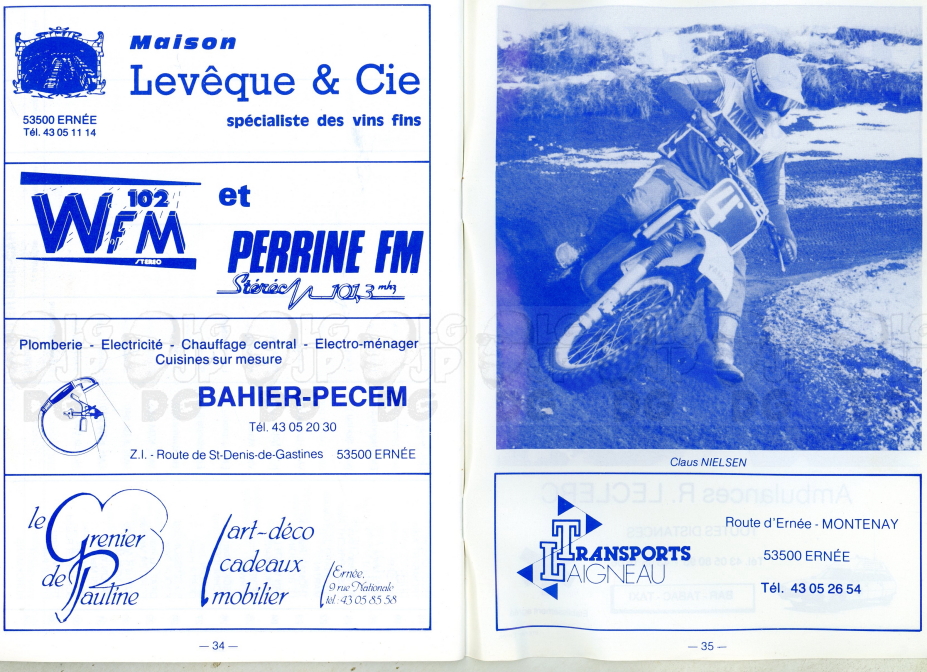 Maison
Levêque & Cie
spécialiste des vins fins
53500 ERNÉE
Tél. 43 05 11 14
WFM 102
STEREO
et
PERRINE FM
Stéréo 101,3 mhz
Plomberie - Electricité - Chauffage central - Electro-ménager
Cuisines sur mesure
BAHIER-PECEM
Tél. 43 05 20 30
Z.I. - Route de St-Denis-de-Gastines 53500 ERNÉE
le Grenier
de Pauline
art-déco
cadeaux
mobilier
Ernée,
9 rue Nationale
tél : 43 05 85 58
— 34 —
4
Claus NIELSEN
TRANSPORTS
LAIGNEAU
Route d'Ernée - MONTENAY
53500 ERNÉE
Tél. 43 05 26 54
— 35 —